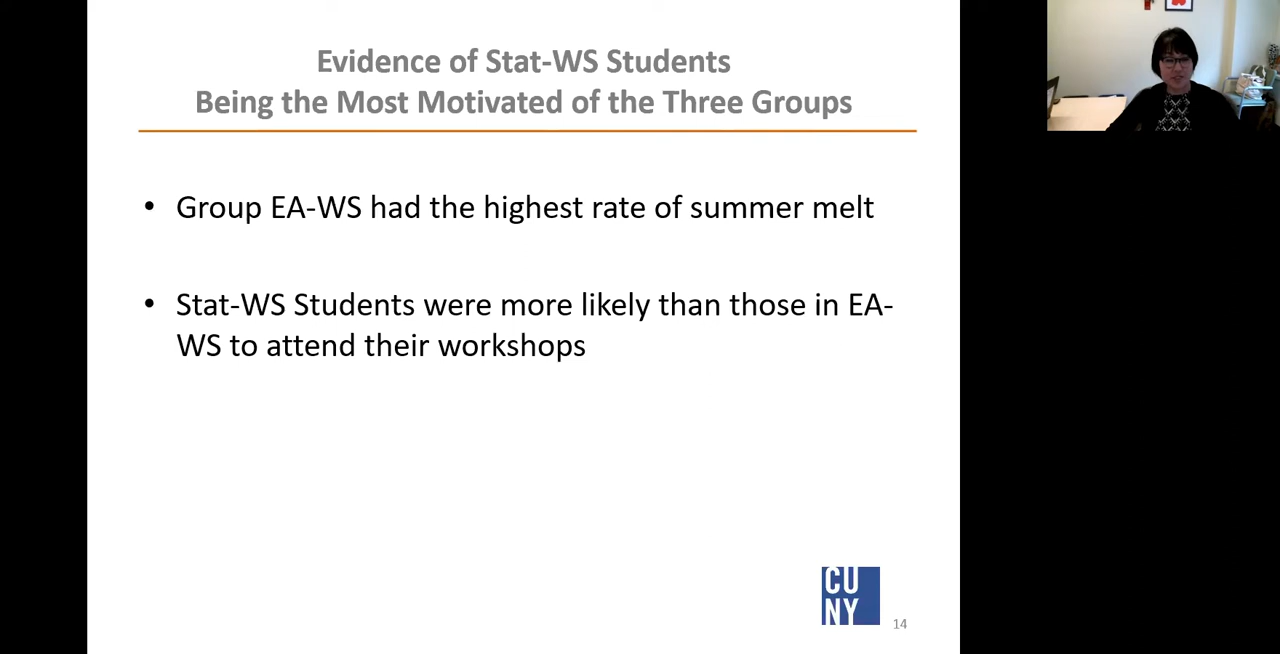 Evidence of Stat-WS Students
Being the Most Motivated of the Three Groups
• Group EA-WS had the highest rate of summer melt
• Stat-WS Students were more likely than those in EA-
WS to attend their workshops
CU
NY
14